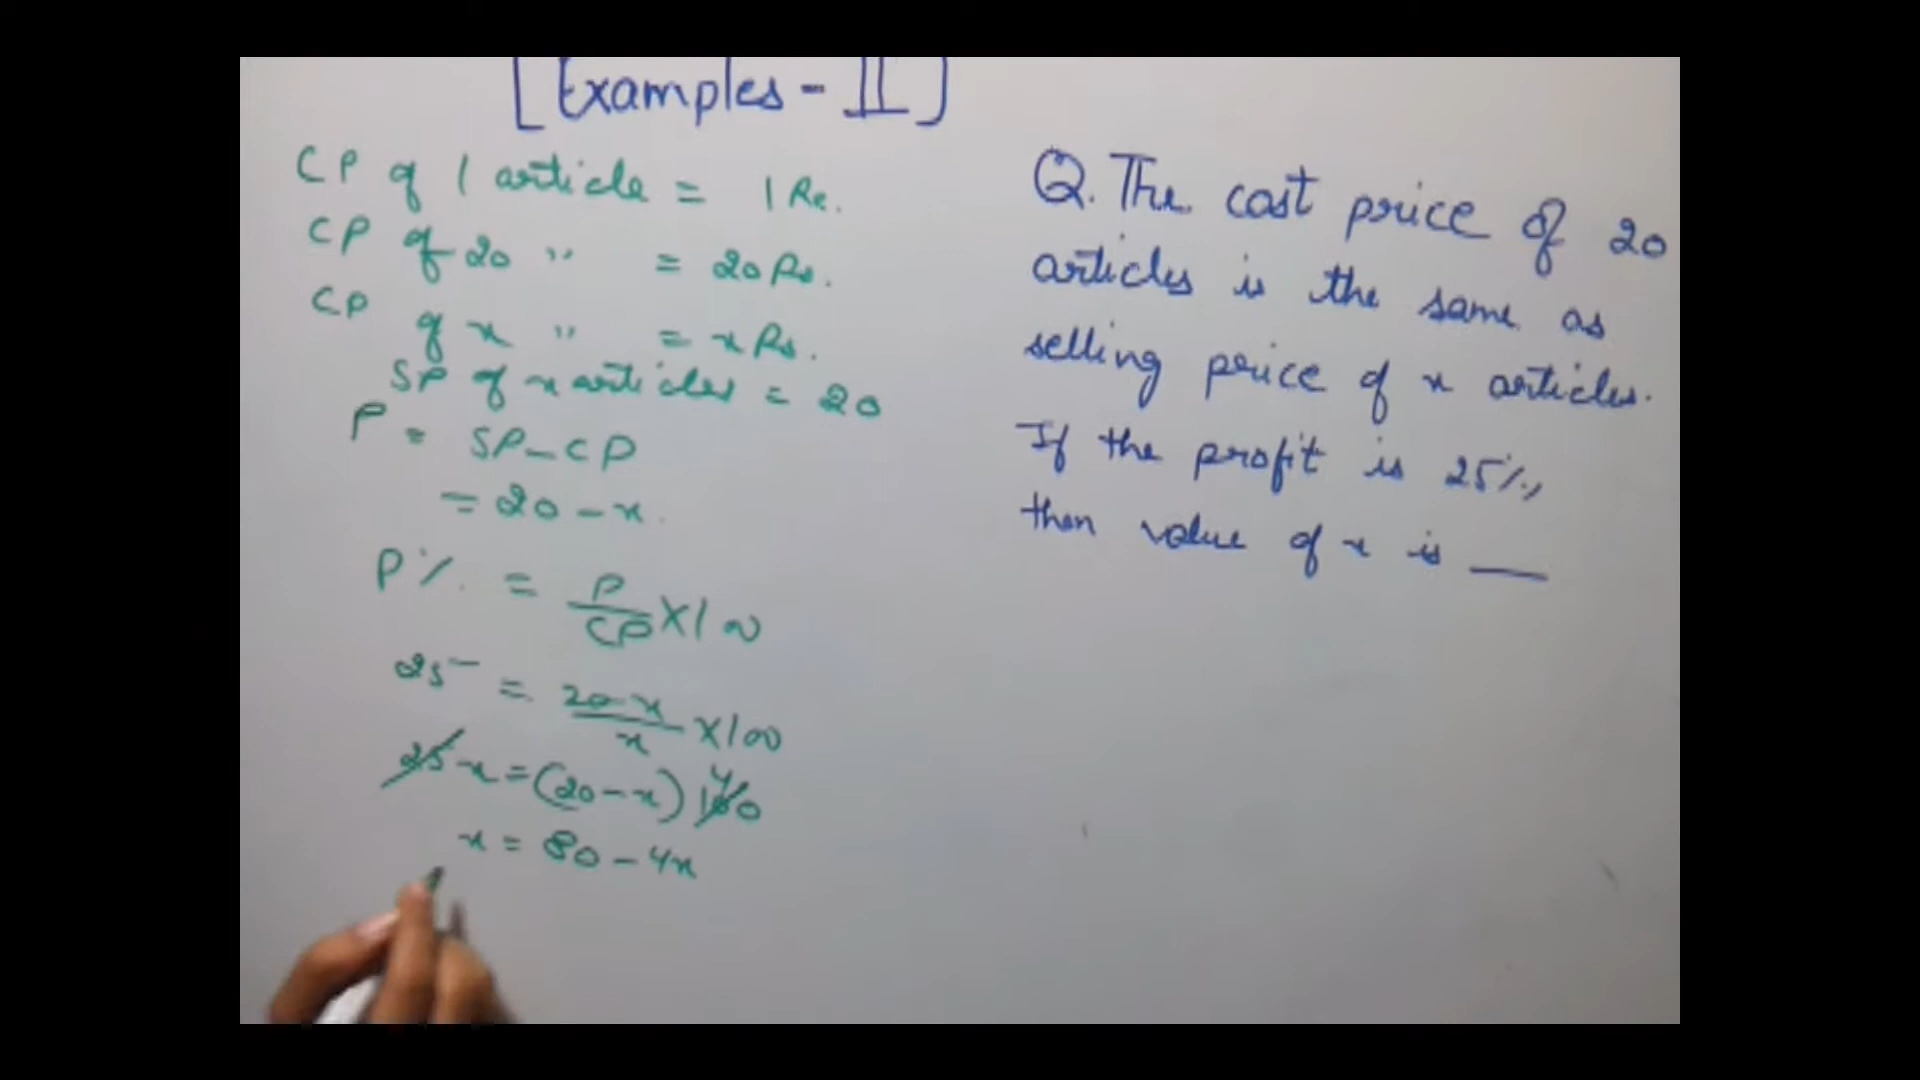 [Examples - II]
CP of 1 article = 1 Re.
CP of 20 " = 20 Rs.
CP of x " = x Rs.
SP of x articles = 20
P = SP - CP
= 20 - x
P% = P/CP X 100
25 = 20-x/x X 100
25x = (20-x) 100 4
x = 80 - 4x
Q. The cost price of 20
articles is the same as
selling price of x articles.
If the profit is 25%,
then value of x is ___